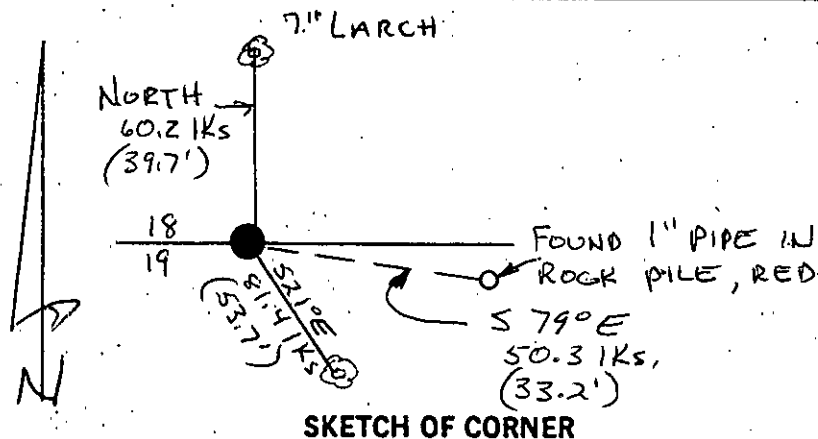 7" LARCH
NORTH
60.2 lKs
(39.7')
18
19
S21°E
81.4 lKs
(53.7')
FOUND 1" PIPE IN
ROCK PILE, RED
S 79° E
50.3 lKs,
(33.2')
N
SKETCH OF CORNER